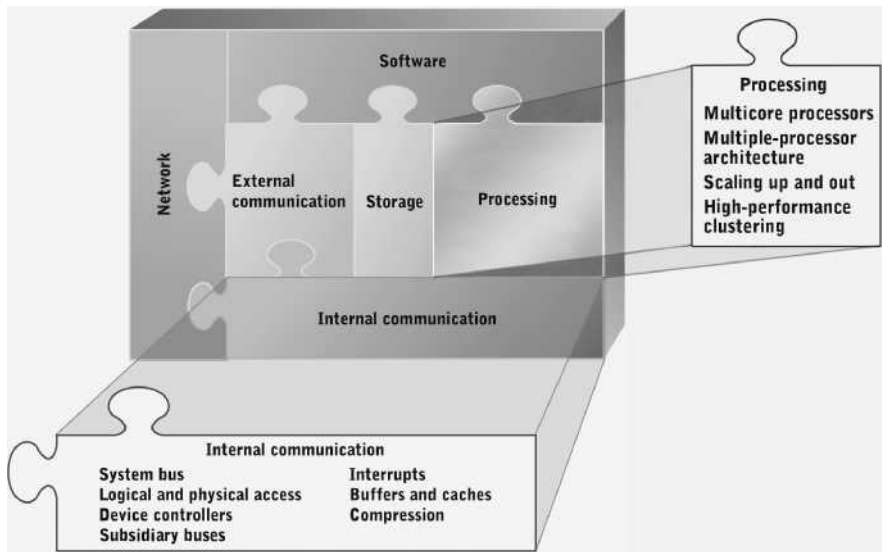 Software
Network
External
communication
Storage
Processing
Internal communication
Processing
Multicore processors
Multiple-processor
architecture
Scaling up and out
High-performance
clustering
Internal communication
System bus
Logical and physical access
Device controllers
Subsidiary buses
Interrupts
Buffers and caches
Compression